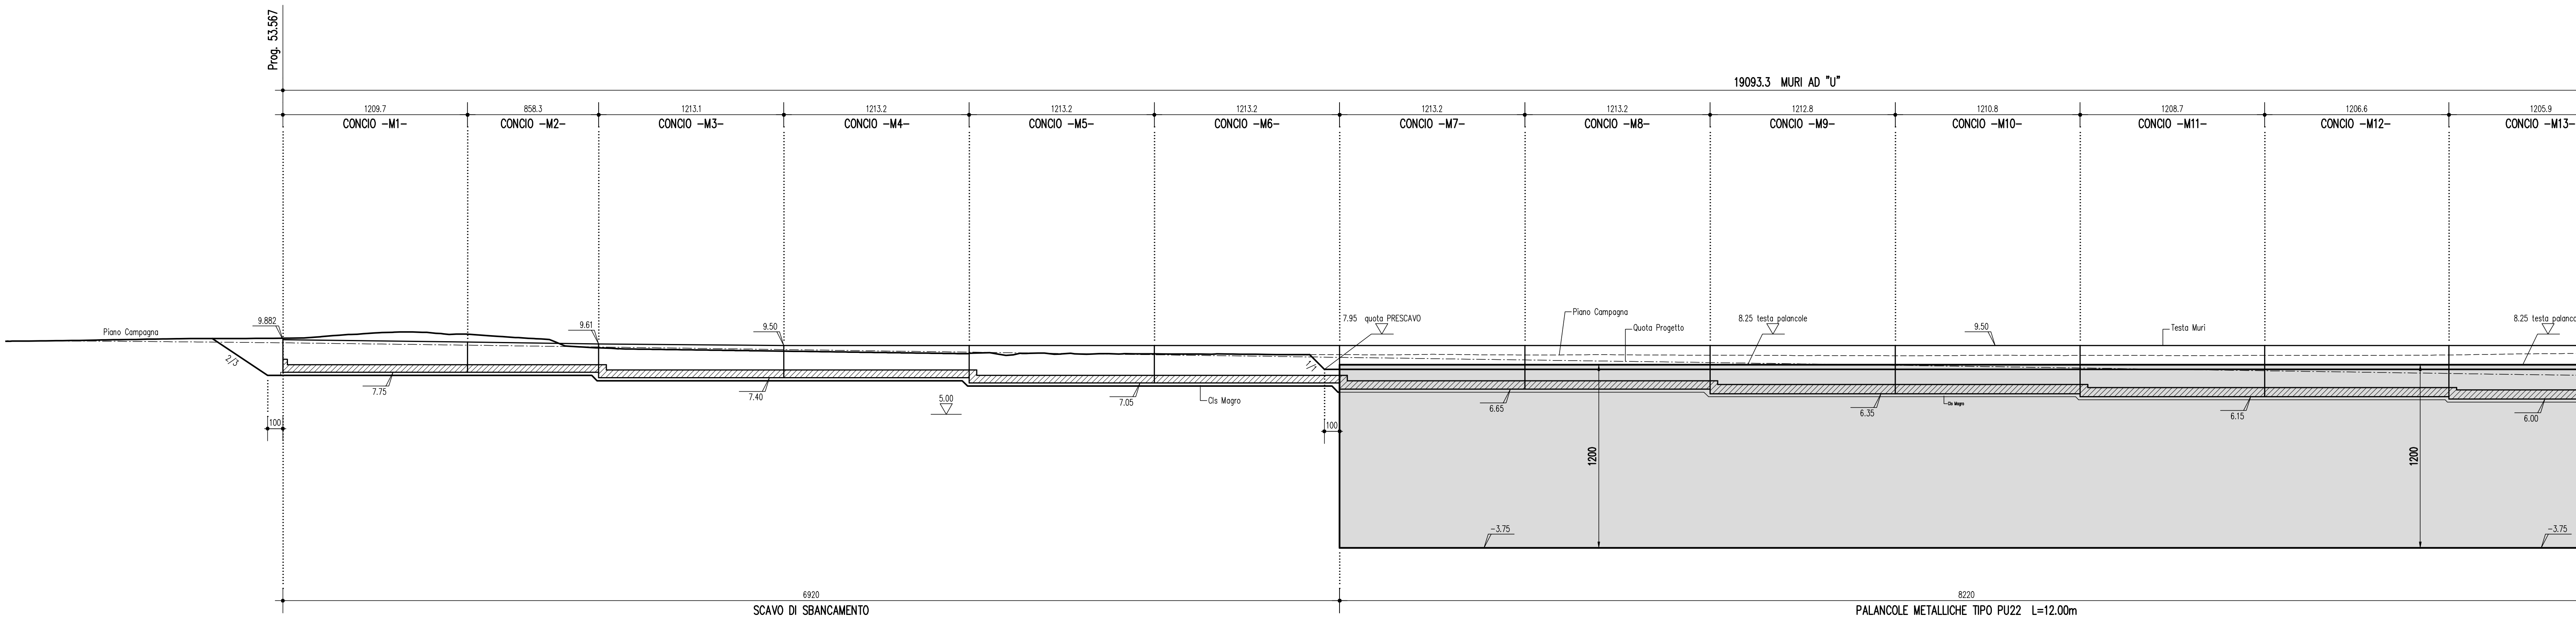 Prog. 53.567
19093.3 MURI AD "U"
1209.7
858.3
1213.1
1213.2
1213.2
1213.2
1213.2
1213.2
1212.8
1210.8
1208.7
1206.6
1205.9
CONCIO -M1-
CONCIO -M2-
CONCIO -M3-
CONCIO -M4-
CONCIO -M5-
CONCIO -M6-
CONCIO -M7-
CONCIO -M8-
CONCIO -M9-
CONCIO -M10-
CONCIO -M11-
CONCIO -M12-
CONCIO -M13-
Piano Campagna
9.882
9.61
9.50
7.95 quota PRESCAVO
Piano Campagna
Quota Progetto
8.25 testa palancole
9.50
Testa Muri
8.25 testa palanco
2/3
1/1
7.75
7.40
5.00
7.05
Cls Magro
6.65
6.35
Cls Magro
6.15
6.00
100
100
1200
1200
-3.75
-3.75
6920
8220
SCAVO DI SBANCAMENTO
PALANCOLE METALLICHE TIPO PU22 L=12.00m